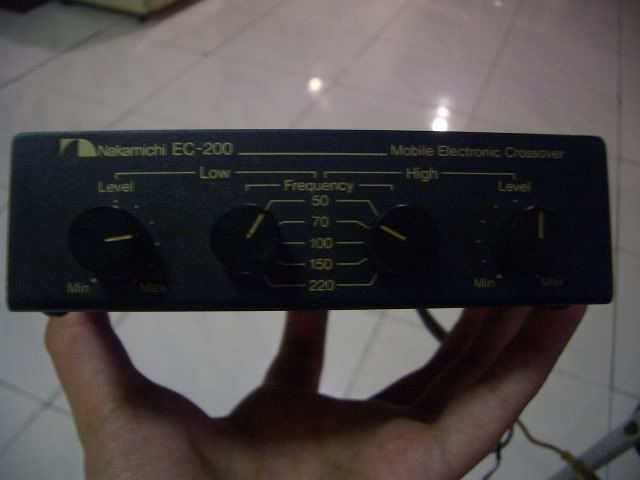 Nakamichi EC-200 Mobile Electronic Crossover
Low High
Level Frequency Level
50
70
100
150
220
Min Max Min Max